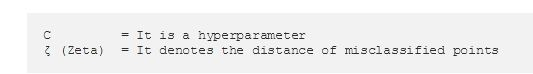 C = It is a hyperparameter
ζ (Zeta) = It denotes the distance of misclassified points